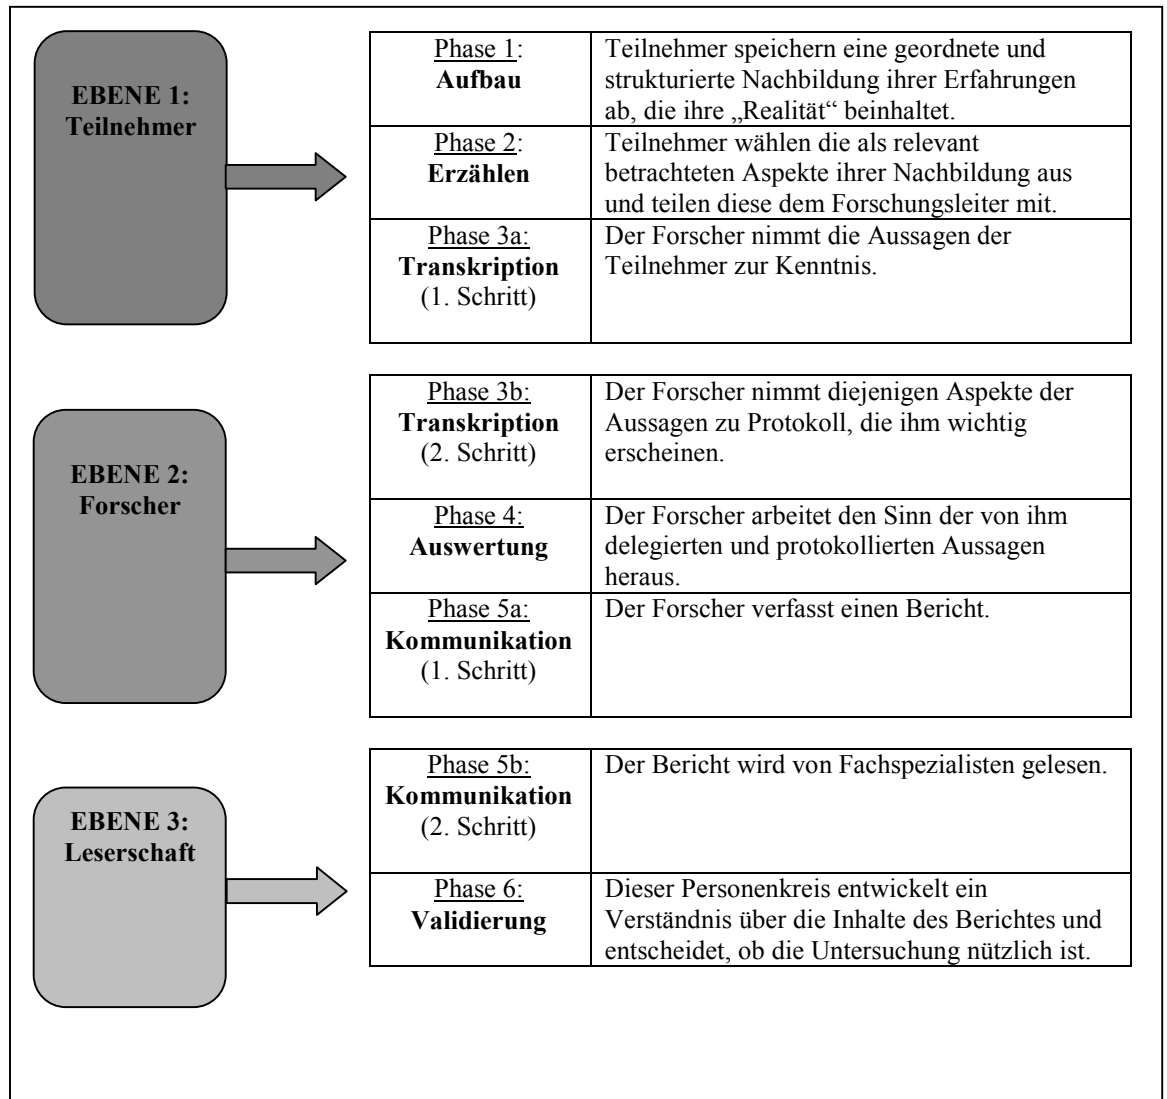 EBENE 1:
Teilnehmer
Phase 1:
Aufbau
Teilnehmer speichern eine geordnete und
strukturierte Nachbildung ihrer Erfahrungen
ab, die ihre „Realität“ beinhaltet.
Phase 2:
Erzählen
Teilnehmer wählen die als relevant
betrachteten Aspekte ihrer Nachbildung aus
und teilen diese dem Forschungsleiter mit.
Phase 3a:
Transkription
(1. Schritt)
Der Forscher nimmt die Aussagen der
Teilnehmer zur Kenntnis.
EBENE 2:
Forscher
Phase 3b:
Transkription
(2. Schritt)
Der Forscher nimmt diejenigen Aspekte der
Aussagen zu Protokoll, die ihm wichtig
erscheinen.
Phase 4:
Auswertung
Der Forscher arbeitet den Sinn der von ihm
delegierten und protokollierten Aussagen
heraus.
Phase 5a:
Kommunikation
(1. Schritt)
Der Forscher verfasst einen Bericht.
EBENE 3:
Leserschaft
Phase 5b:
Kommunikation
(2. Schritt)
Der Bericht wird von Fachspezialisten gelesen.
Phase 6:
Validierung
Dieser Personenkreis entwickelt ein
Verständnis über die Inhalte des Berichtes und
entscheidet, ob die Untersuchung nützlich ist.